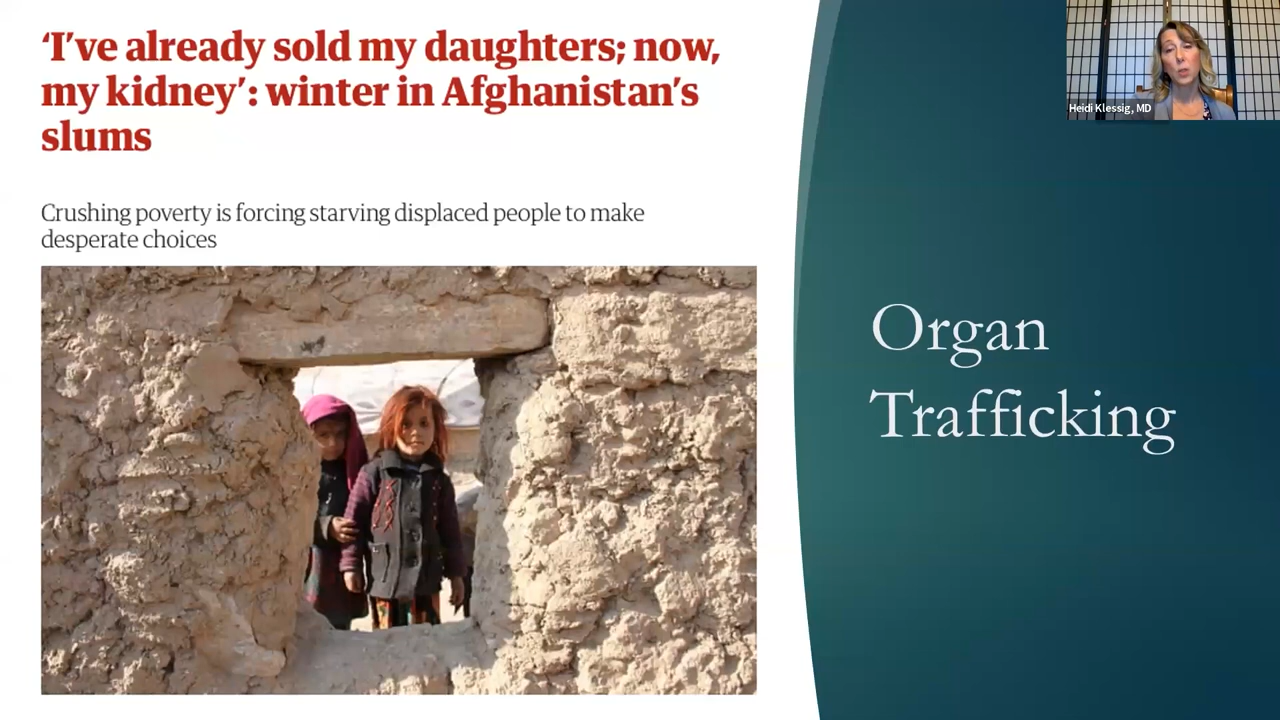 ‘I’ve already sold my daughters; now,
my kidney’: winter in Afghanistan’s
slums
Crushing poverty is forcing starving displaced people to make
desperate choices
Organ
Trafficking
Heidi Klessig, MD